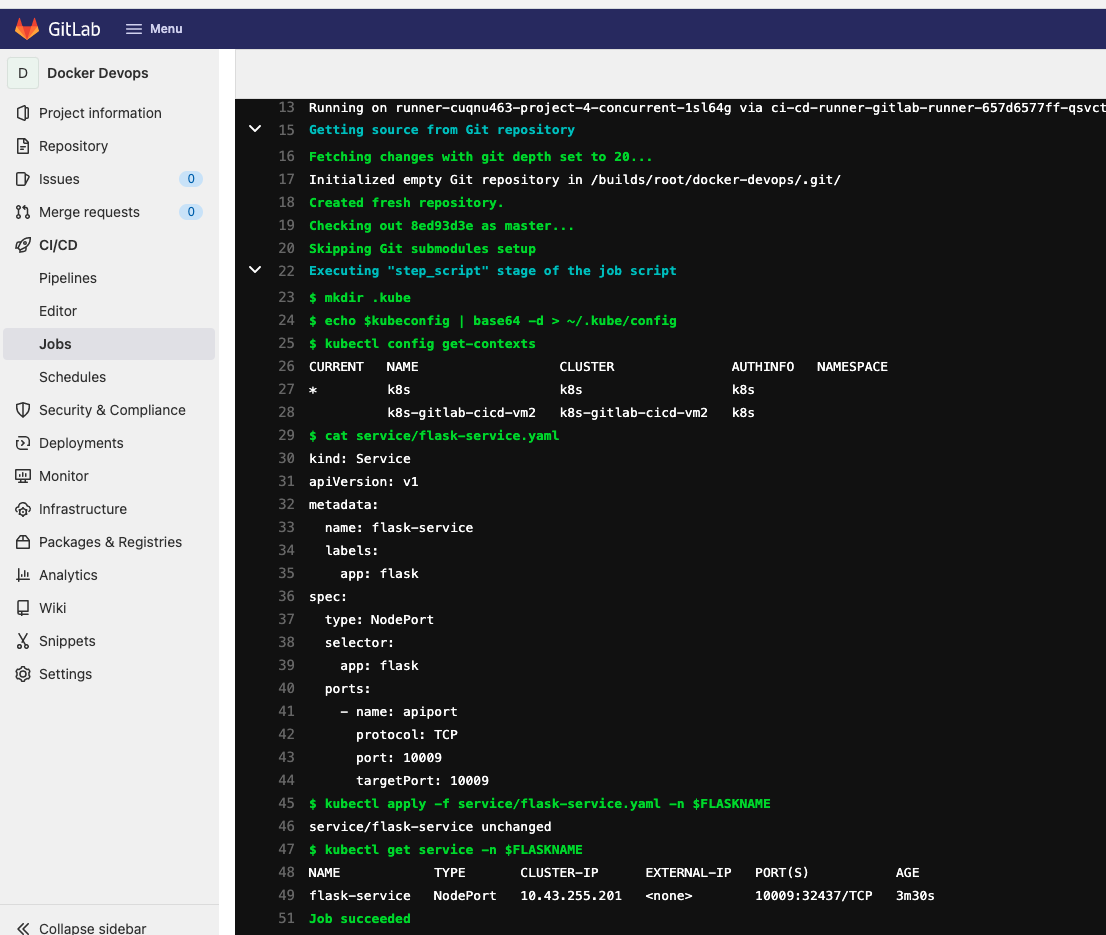 GitLab Menu
D Docker Devops
Project information
Repository
Issues 0
Merge requests 0
CI/CD
Pipelines
Editor
Jobs
Schedules
Security & Compliance
Deployments
Monitor
Infrastructure
Packages & Registries
Analytics
Wiki
Snippets
Settings
Collapse sidebar
13 Running on runner-cuqnu463-project-4-concurrent-1sl64g via ci-cd-runner-gitlab-runner-657d6577ff-qsvct
15 Getting source from Git repository
16 Fetching changes with git depth set to 20...
17 Initialized empty Git repository in /builds/root/docker-devops/.git/
18 Created fresh repository.
19 Checking out 8ed93d3e as master...
20 Skipping Git submodules setup
22 Executing "step_script" stage of the job script
23 $ mkdir .kube
24 $ echo $kubeconfig | base64 -d > ~/.kube/config
25 $ kubectl config get-contexts
26 CURRENT NAME CLUSTER AUTHINFO NAMESPACE
27 * k8s k8s k8s
28 k8s-gitlab-cicd-vm2 k8s-gitlab-cicd-vm2 k8s
29 $ cat service/flask-service.yaml
30 kind: Service
31 apiVersion: v1
32 metadata:
33 name: flask-service
34 labels:
35 app: flask
36 spec:
37 type: NodePort
38 selector:
39 app: flask
40 ports:
41 - name: apiport
42 protocol: TCP
43 port: 10009
44 targetPort: 10009
45 $ kubectl apply -f service/flask-service.yaml -n $FLASKNAME
46 service/flask-service unchanged
47 $ kubectl get service -n $FLASKNAME
48 NAME TYPE CLUSTER-IP EXTERNAL-IP PORT(S) AGE
49 flask-service NodePort 10.43.255.201 <none> 10009:32437/TCP 3m30s
51 Job succeeded